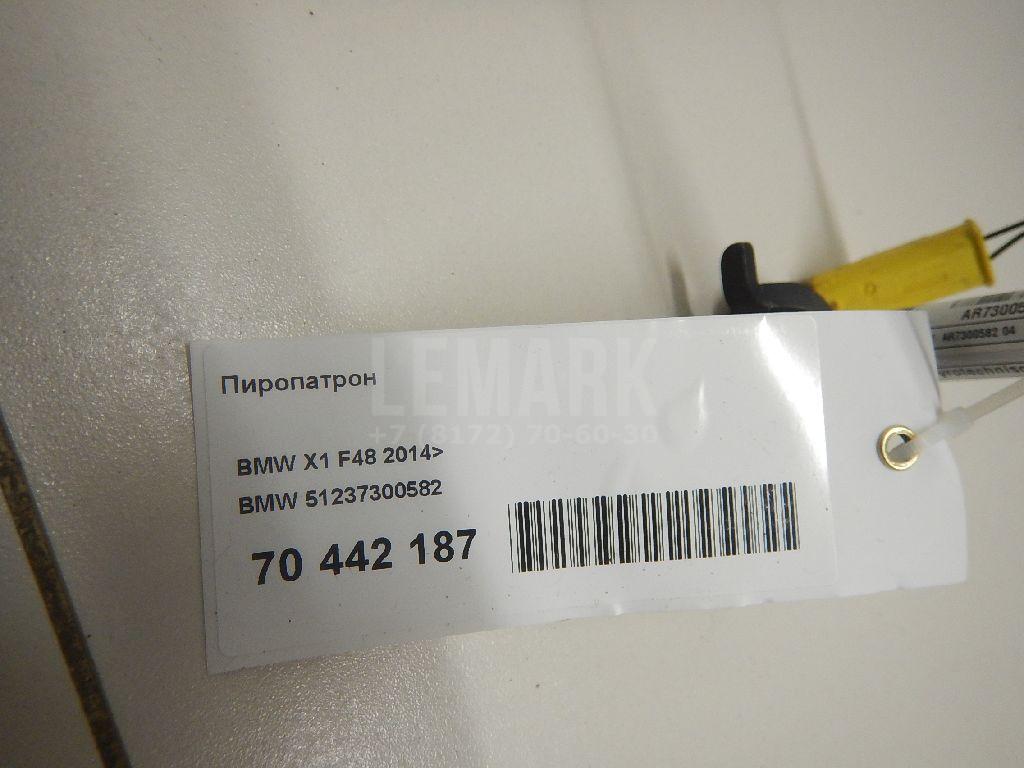 LEMARK
+7 (8172) 70-60-30
AR7300582 04
Пиропатрон
BMW X1 F48 2014>
BMW 51237300582
70 442 187